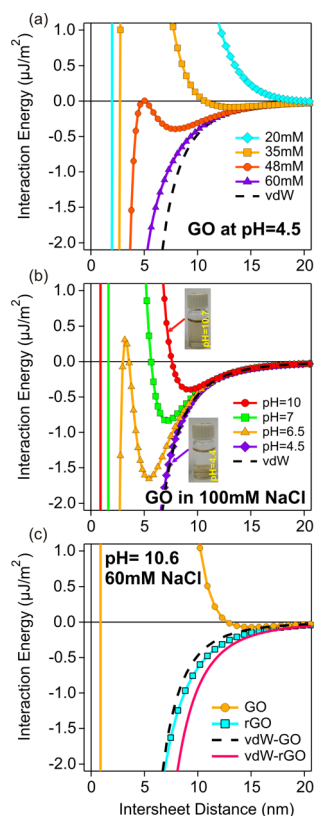 (a)
Interaction Energy (μJ/m²)
1.0
0.5
0.0
-0.5
-1.0
-1.5
-2.0
20mM
35mM
48mM
60mM
vdW
GO at pH=4.5
0
5
10
15
20
(b)
Interaction Energy (μJ/m²)
1.0
0.5
0.0
-0.5
-1.0
-1.5
-2.0
pH=10.7
pH=4.4
pH=10
pH=7
pH=6.5
pH=4.5
vdW
GO in 100mM NaCl
0
5
10
15
20
(c)
Interaction Energy (μJ/m²)
1.0
0.5
0.0
-0.5
-1.0
-1.5
-2.0
pH= 10.6
60mM NaCl
GO
rGO
vdW-GO
vdW-rGO
0
5
10
15
20
Intersheet Distance (nm)